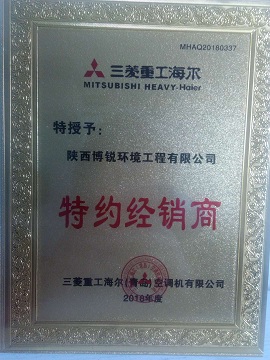 MHAQ20180337
三菱重工海尔
MITSUBISHI HEAVY-Haier
特授予：
陕西博锐环境工程有限公司
特约经销商
三菱重工海尔(青岛)空调机有限公司
2018年度